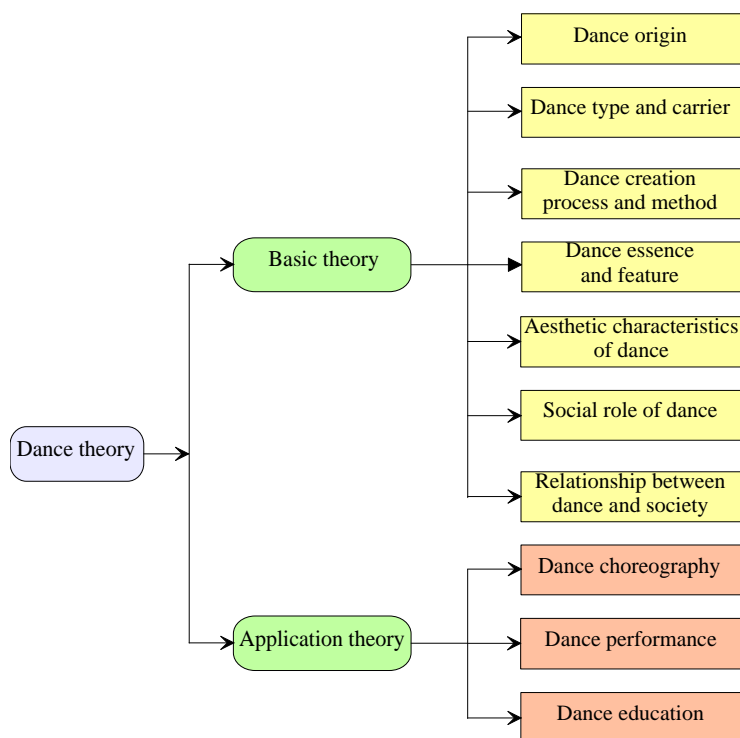 Dance origin
Dance type and carrier
Dance creation
process and method
Basic theory
Dance essence
and feature
Aesthetic characteristics
of dance
Social role of dance
Dance theory
Relationship between
dance and society
Dance choreography
Application theory
Dance performance
Dance education